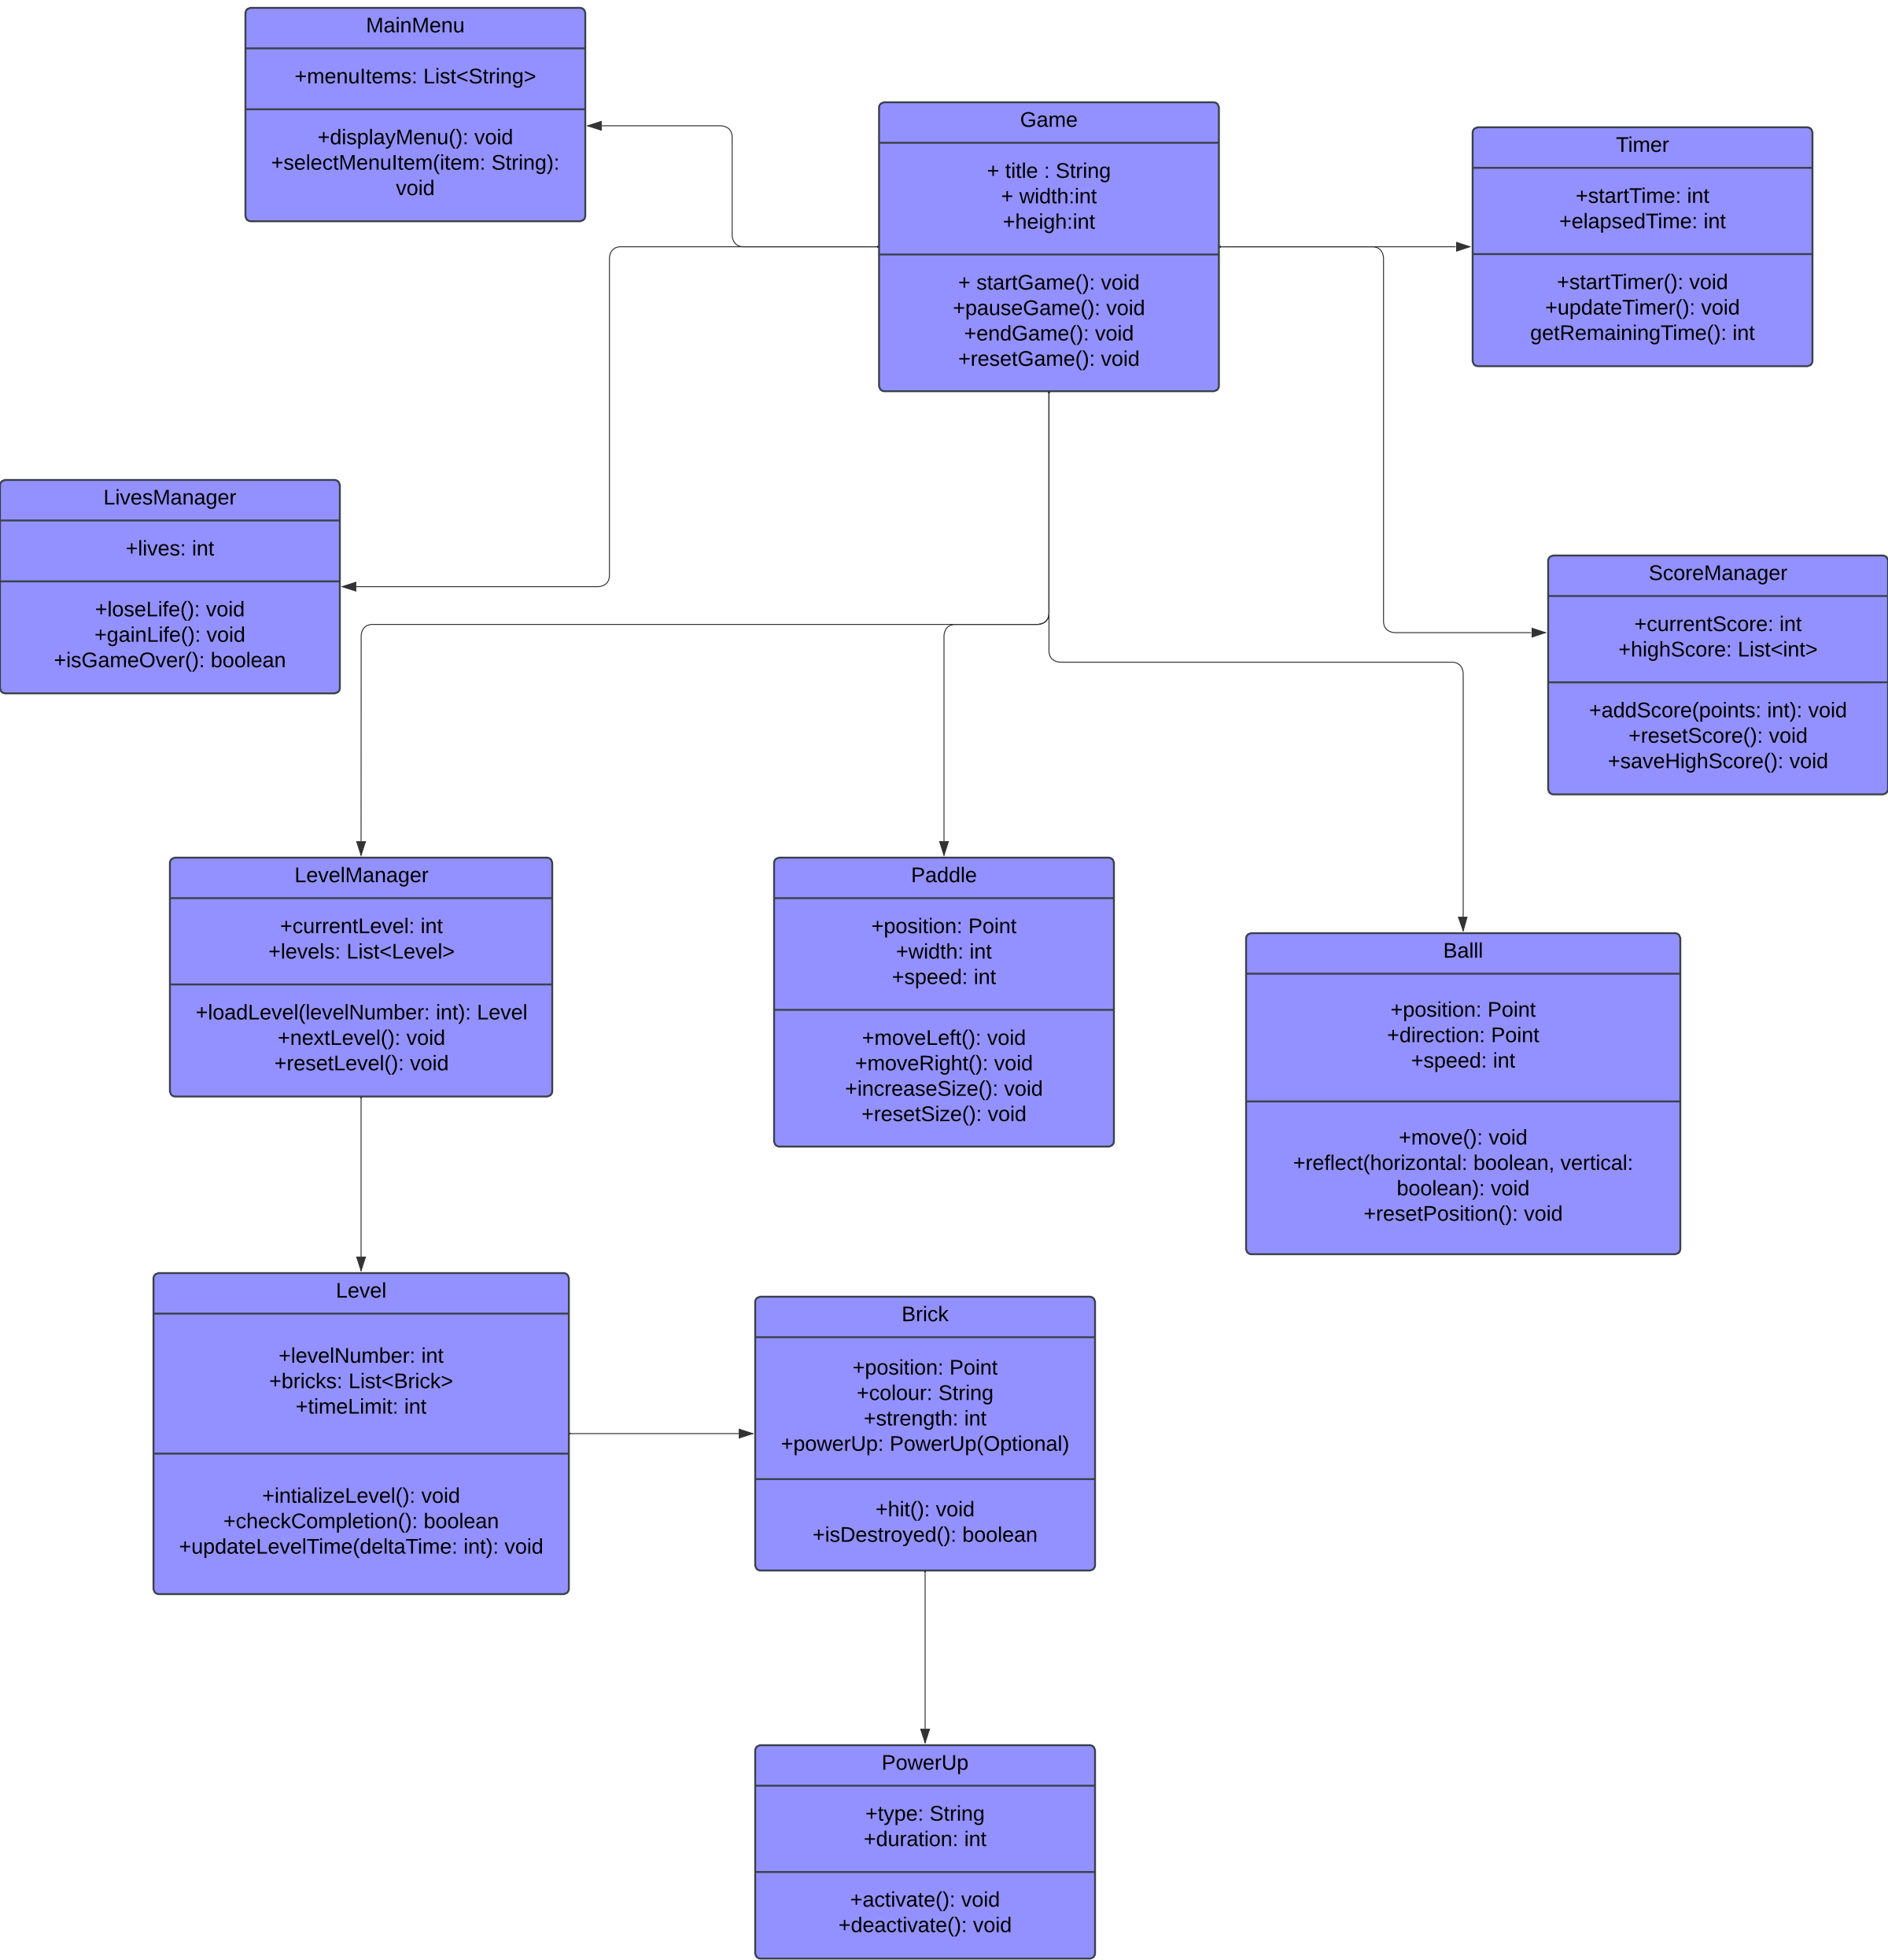 MainMenu
+menuItems: List<String>
+displayMenu(): void
+selectMenuItem(item: String):
void
Game
+ title : String
+ width:int
+heigh:int
+ startGame(): void
+pauseGame(): void
+endGame(): void
+resetGame(): void
Timer
+startTime: int
+elapsedTime: int
+startTimer(): void
+updateTimer(): void
getRemainingTime(): int
LivesManager
+lives: int
+loseLife(): void
+gainLife(): void
+isGameOver(): boolean
ScoreManager
+currentScore: int
+highScore: List<int>
+addScore(points: int): void
+resetScore(): void
+saveHighScore(): void
LevelManager
+currentLevel: int
+levels: List<Level>
+loadLevel(levelNumber: int): Level
+nextLevel(): void
+resetLevel(): void
Paddle
+position: Point
+width: int
+speed: int
+moveLeft(): void
+moveRight(): void
+increaseSize(): void
+resetSize(): void
Balll
+position: Point
+direction: Point
+speed: int
+move(): void
+reflect(horizontal: boolean, vertical:
boolean): void
+resetPosition(): void
Level
+levelNumber: int
+bricks: List<Brick>
+timeLimit: int
+intializeLevel(): void
+checkCompletion(): boolean
+updateLevelTime(deltaTime: int): void
Brick
+position: Point
+colour: String
+strength: int
+powerUp: PowerUp(Optional)
+hit(): void
+isDestroyed(): boolean
PowerUp
+type: String
+duration: int
+activate(): void
+deactivate(): void